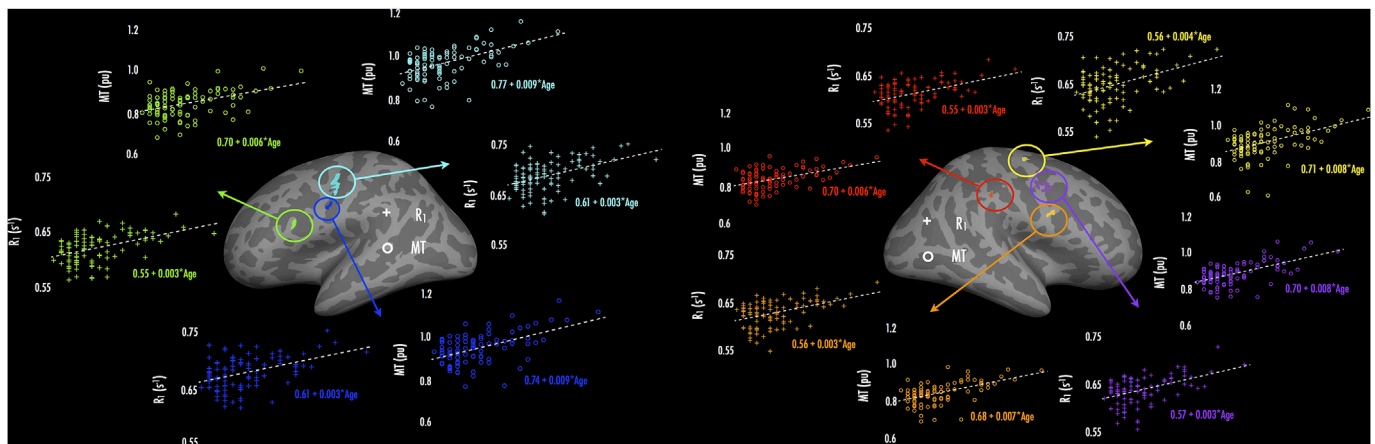 1.2
1.0
0.8
0.6
MT (pu)
0.70 + 0.006*Age
1.2
1.0
0.8
0.6
MT (pu)
0.77 + 0.009*Age
0.75
0.65
0.55
R1 (s-1)
0.55 + 0.003*Age
0.75
0.65
0.55
R1 (s-1)
0.61 + 0.003*Age
R1
MT
0.75
0.65
0.55
R1 (s-1)
0.61 + 0.003*Age
1.2
1.0
0.8
0.6
MT (pu)
0.74 + 0.009*Age
0.75
0.65
0.55
R1 (s-1)
0.55 + 0.003*Age
0.75
0.65
0.55
R1 (s-1)
0.56 + 0.004*Age
1.2
1.0
0.8
0.6
MT (pu)
0.70 + 0.006*Age
1.2
1.0
0.8
0.6
MT (pu)
0.71 + 0.008*Age
R1
MT
0.75
0.65
0.55
R1 (s-1)
0.56 + 0.003*Age
1.2
1.0
0.8
0.6
MT (pu)
0.70 + 0.008*Age
1.2
1.0
0.8
0.6
MT (pu)
0.68 + 0.007*Age
0.75
0.65
0.55
R1 (s-1)
0.57 + 0.003*Age